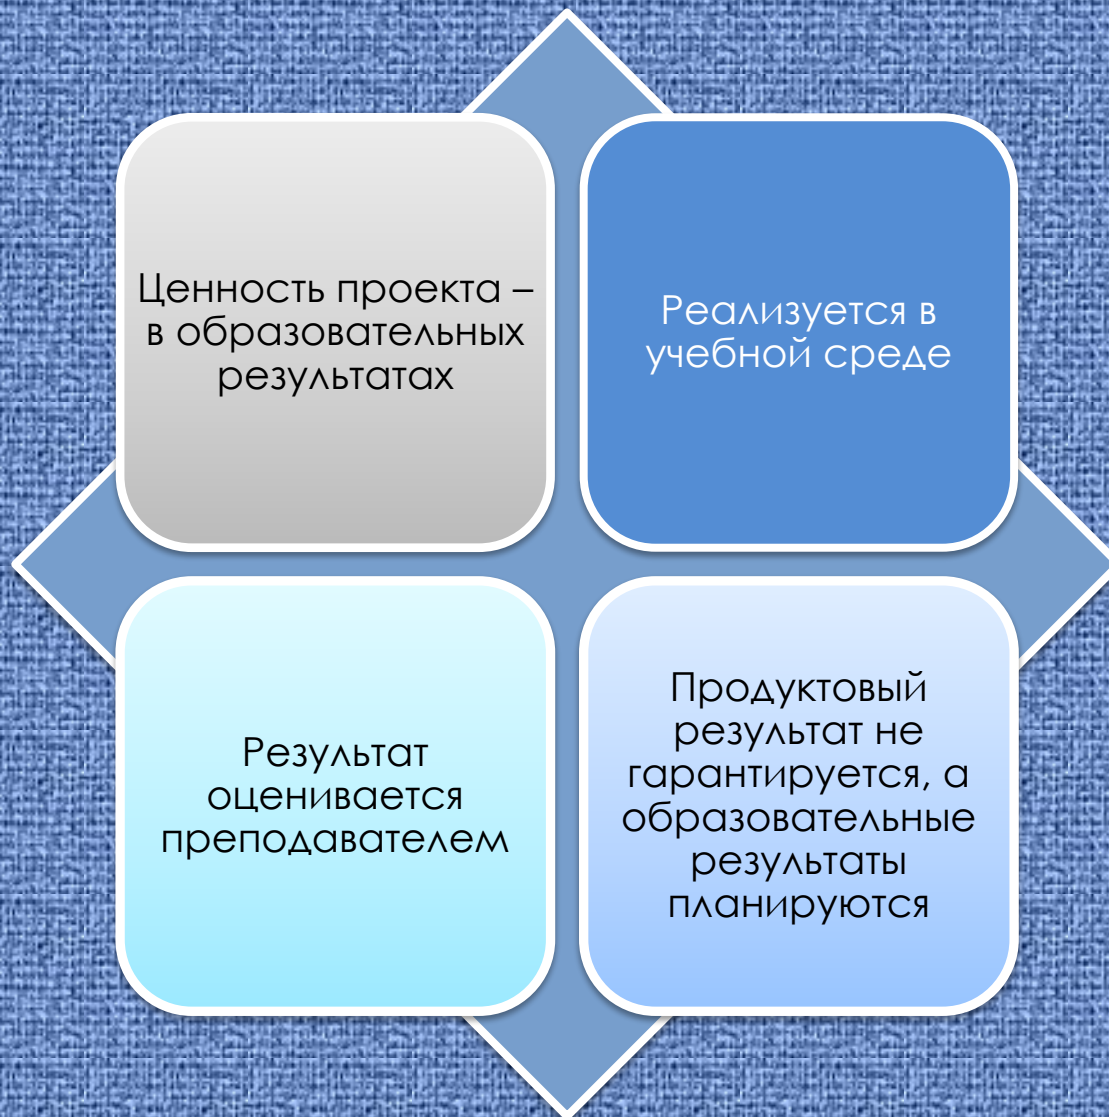 Ценность проекта –
в образовательных
результатах
Реализуется в
учебной среде
Результат
оценивается
преподавателем
Продуктовый
результат не
гарантируется, а
образовательные
результаты
планируются